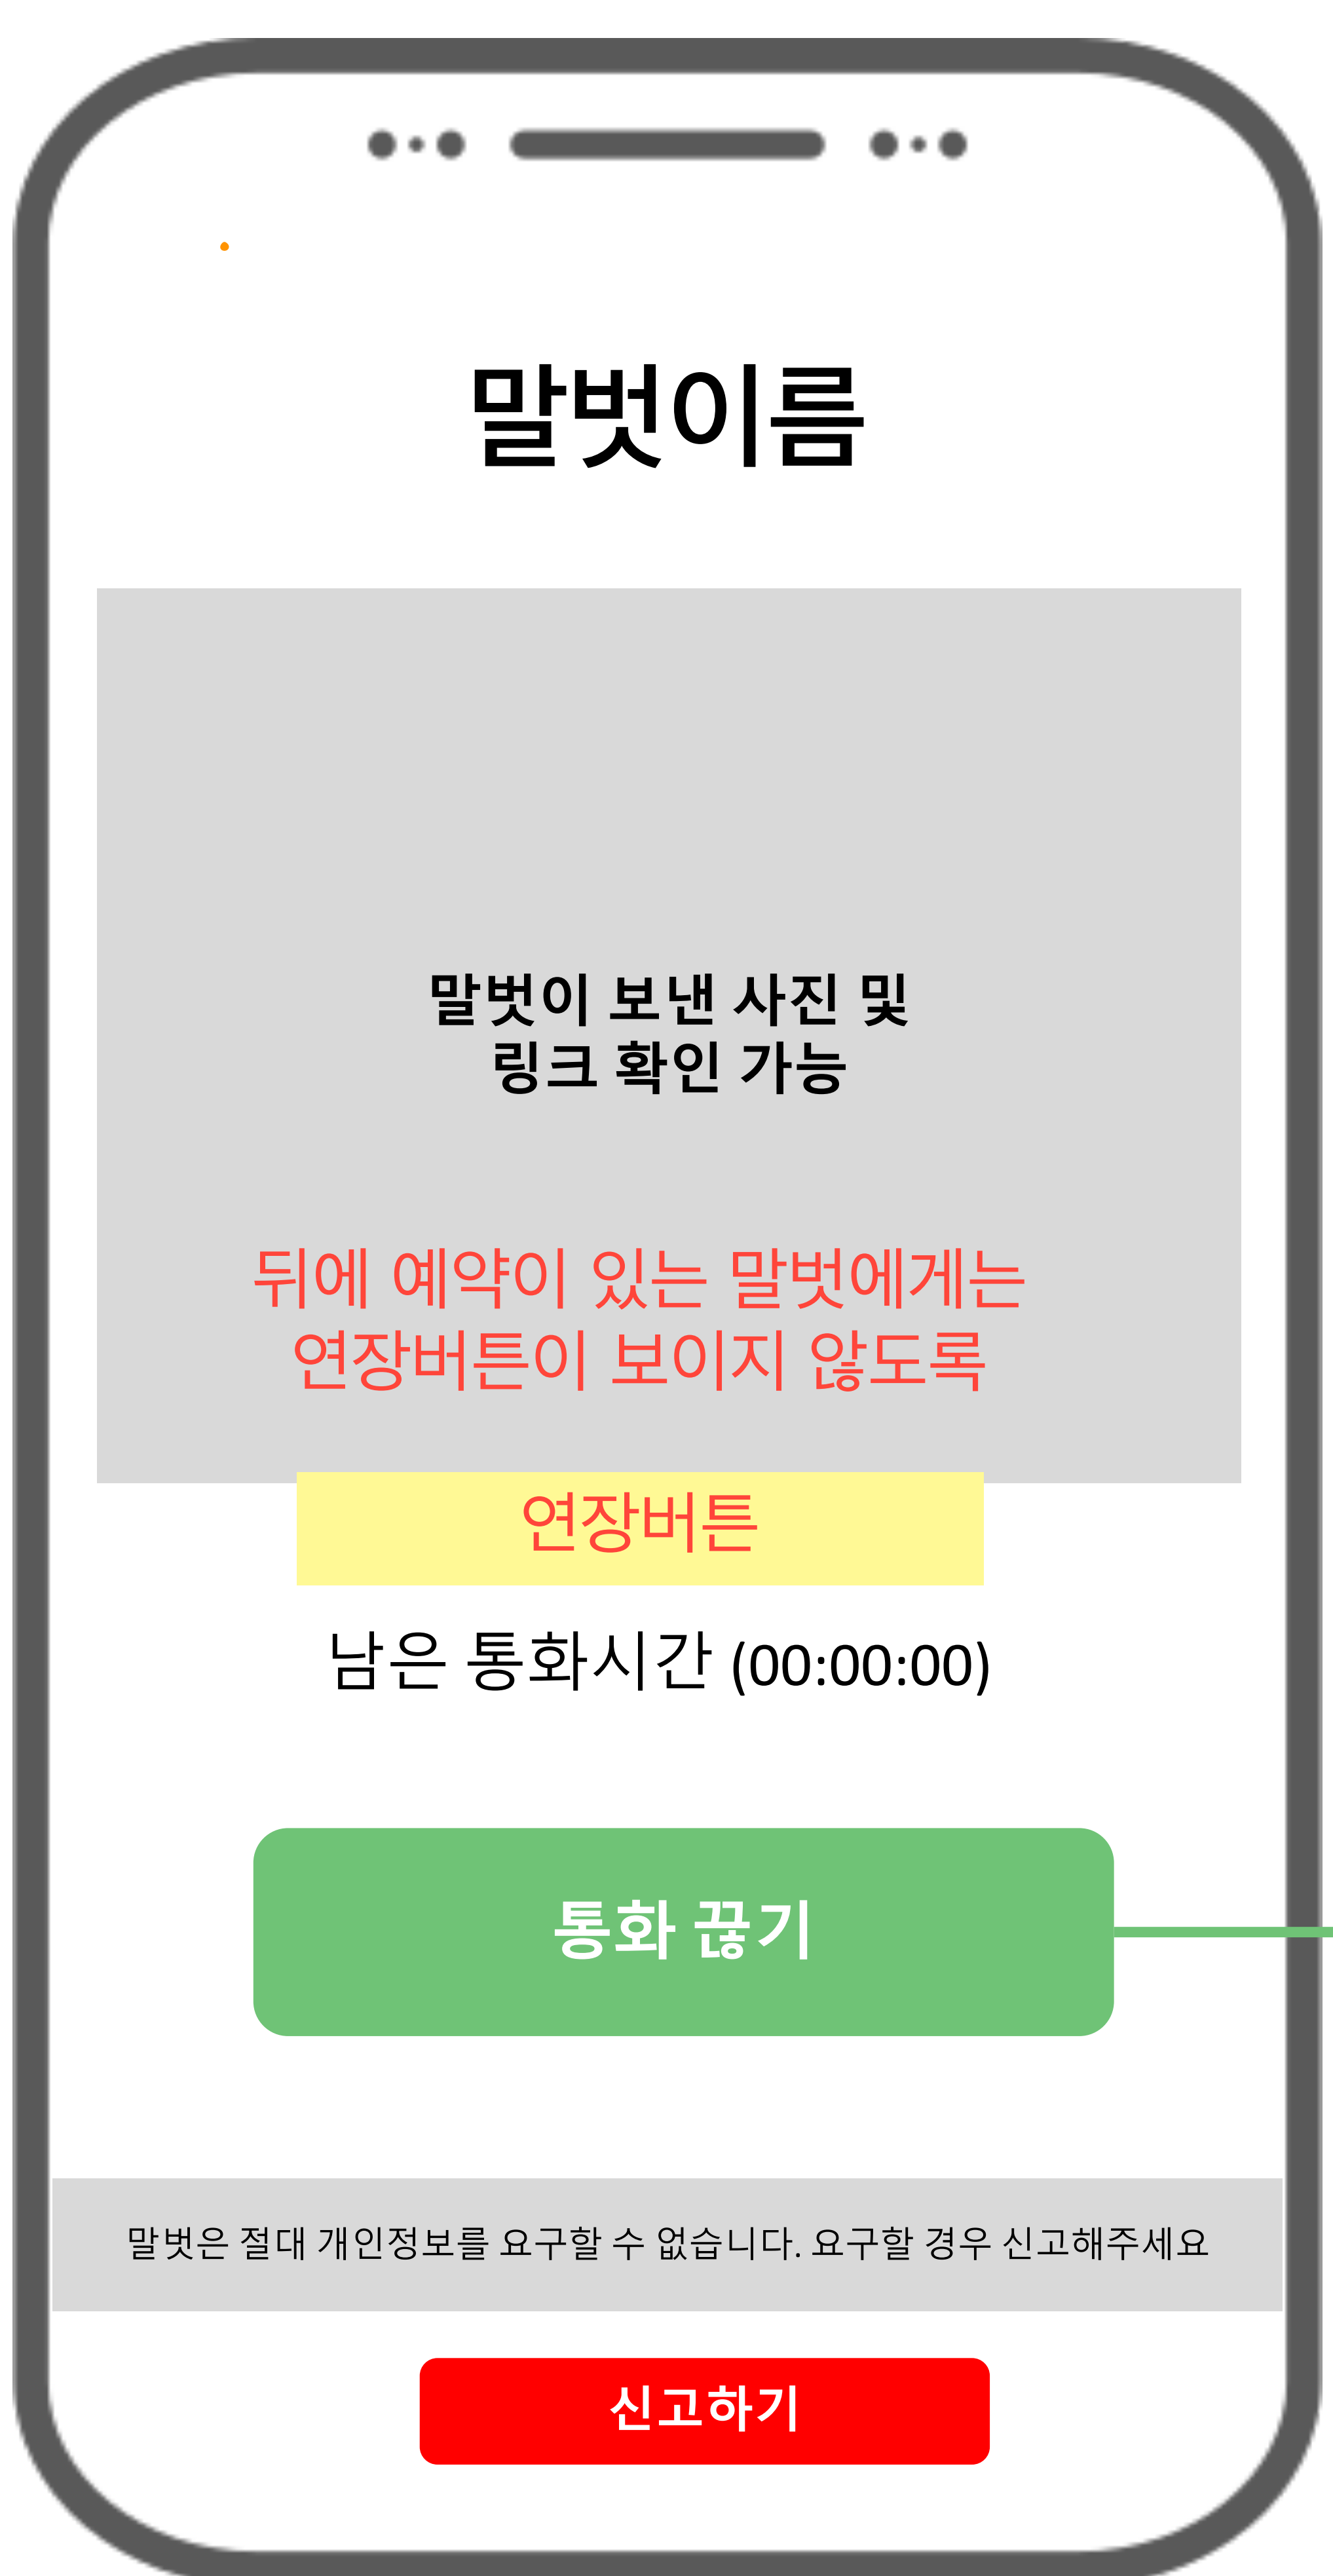 말벗이름
말벗이 보낸 사진 및
링크 확인 가능
뒤에 예약이 있는 말벗에게는
연장버튼이 보이지 않도록
연장버튼
남은 통화시간 (00:00:00)
통화 끊기
말벗은 절대 개인정보를 요구할 수 없습니다. 요구할 경우 신고해주세요
신고하기